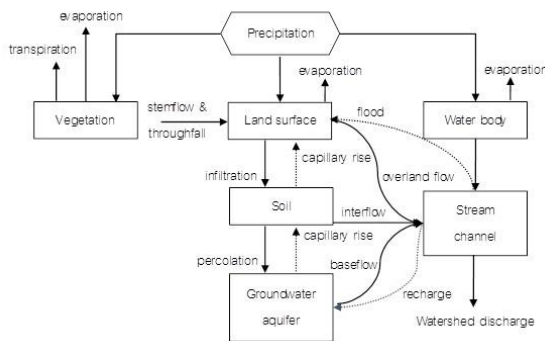 evaporation
Precipitation
transpiration
evaporation
evaporation
stemflow &
throughfall
flood
Vegetation
Land surface
Water body
capillary rise
overland flow
infiltration
Soil
interflow
Stream
channel
capillary rise
percolation
baseflow
recharge
Groundwater
aquifer
Watershed discharge